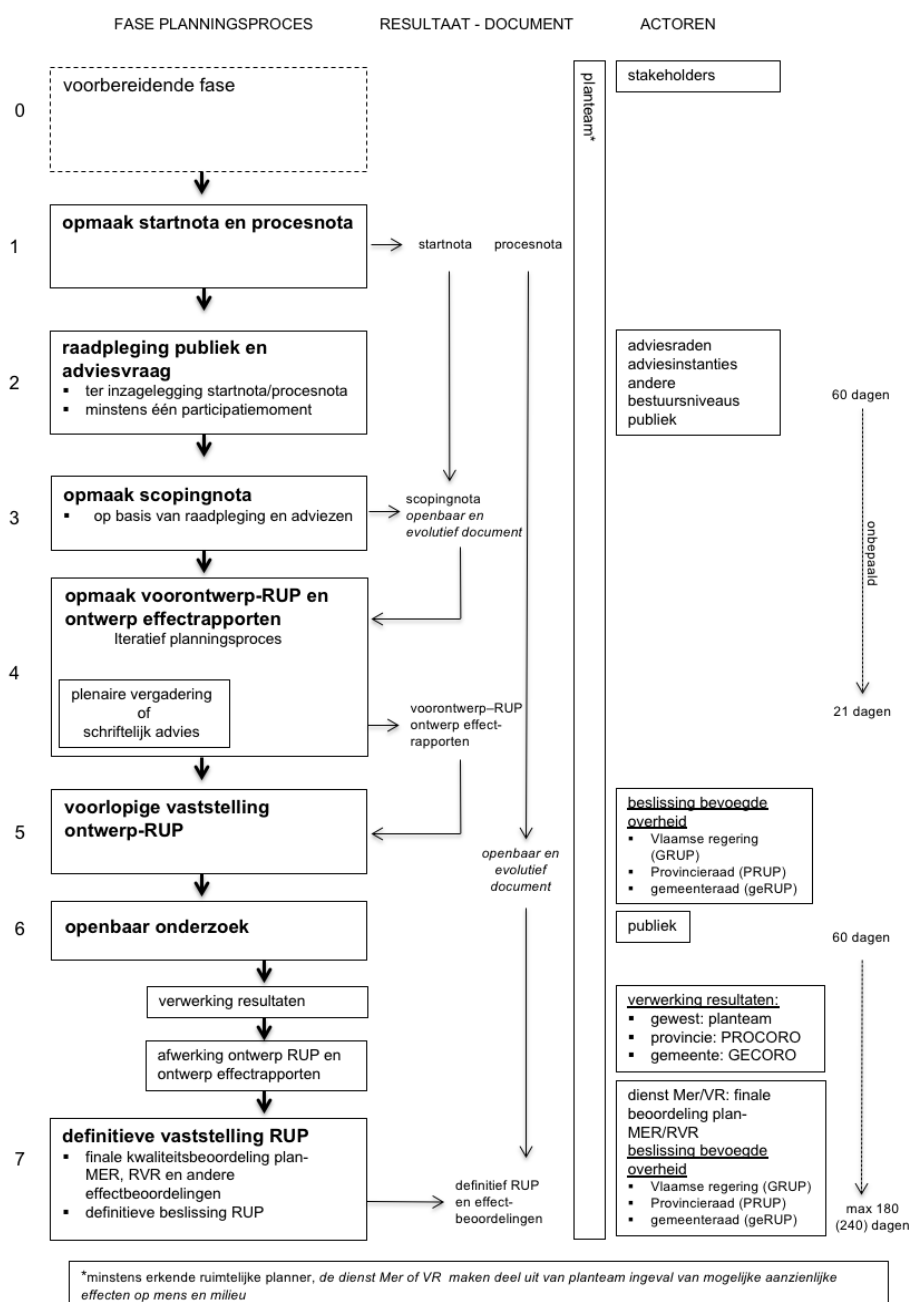 FASE PLANNINGSPROCES
RESULTAAT - DOCUMENT
ACTOREN
0
voorbereidende fase
planteam*
stakeholders
1
opmaak startnota en procesnota
startnota
procesnota
2
raadpleging publiek en
adviesvraag
▪ ter inzagelegging startnota/procesnota
▪ minstens één participatiemoment
adviesraden
adviesinstanties
andere
bestuursniveaus
publiek
60 dagen
3
opmaak scopingnota
▪ op basis van raadpleging en adviezen
scopingnota
openbaar en
evolutief document
onbepaald
4
opmaak voorontwerp-RUP en
ontwerp effectrapporten
Iteratief planningsproces
plenaire vergadering
of
schriftelijk advies
voorontwerp–RUP
ontwerp effect-
rapporten
21 dagen
5
voorlopige vaststelling
ontwerp-RUP
openbaar en
evolutief
document
beslissing bevoegde
overheid
▪ Vlaamse regering
(GRUP)
▪ Provincieraad (PRUP)
▪ gemeenteraad (geRUP)
6
openbaar onderzoek
publiek
60 dagen
verwerking resultaten
verwerking resultaten:
▪ gewest: planteam
▪ provincie: PROCORO
▪ gemeente: GECORO
afwerking ontwerp RUP en
ontwerp effectrapporten
7
definitieve vaststelling RUP
▪ finale kwaliteitsbeoordeling plan-
MER, RVR en andere
effectbeoordelingen
▪ definitieve beslissing RUP
definitief RUP
en effect-
beoordelingen
dienst Mer/VR: finale
beoordeling plan-
MER/RVR
beslissing bevoegde
overheid
▪ Vlaamse regering (GRUP)
▪ Provincieraad (PRUP)
▪ gemeenteraad (geRUP)
max 180
(240) dagen
*minstens erkende ruimtelijke planner, de dienst Mer of VR maken deel uit van planteam ingeval van mogelijke aanzienlijke
effecten op mens en milieu